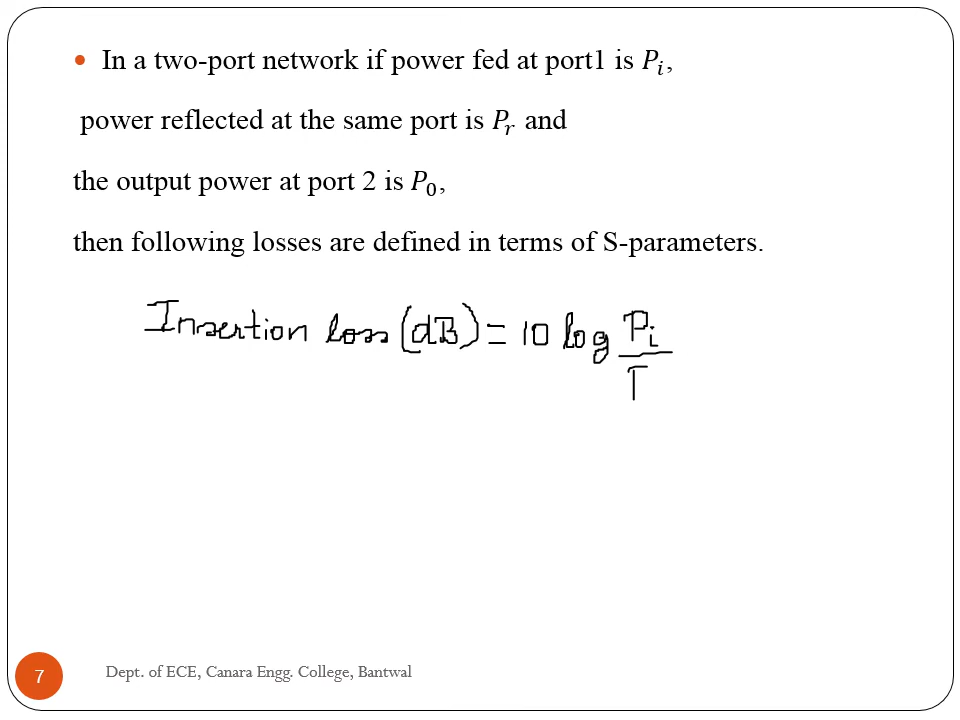 • In a two-port network if power fed at port1 is Pᵢ,
power reflected at the same port is Pᵣ and
the output power at port 2 is P₀,
then following losses are defined in terms of S-parameters.
Insertion loss (dB) = 10 log Pᵢ/
7 Dept. of ECE, Canara Engg. College, Bantwal